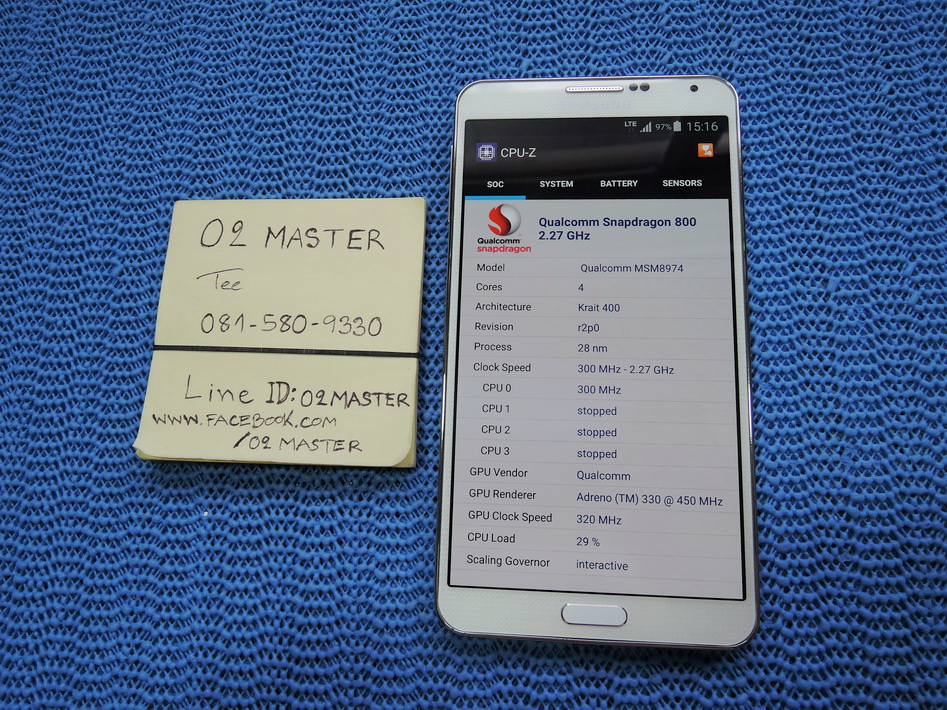 O2 MASTER
Tee
081-580-9330
Line ID: O2 MASTER
WWW.FACEBOOK.COM
/O2 MASTER
SAMSUNG
LTE 97% 15:16
CPU-Z
SOC SYSTEM BATTERY SENSORS
Qualcomm snapdragon
Qualcomm Snapdragon 800
2.27 GHz
Model Qualcomm MSM8974
Cores 4
Architecture Krait 400
Revision r2p0
Process 28 nm
Clock Speed 300 MHz - 2.27 GHz
CPU 0 300 MHz
CPU 1 stopped
CPU 2 stopped
CPU 3 stopped
GPU Vendor Qualcomm
GPU Renderer Adreno (TM) 330 @ 450 MHz
GPU Clock Speed 320 MHz
CPU Load 29 %
Scaling Governor interactive